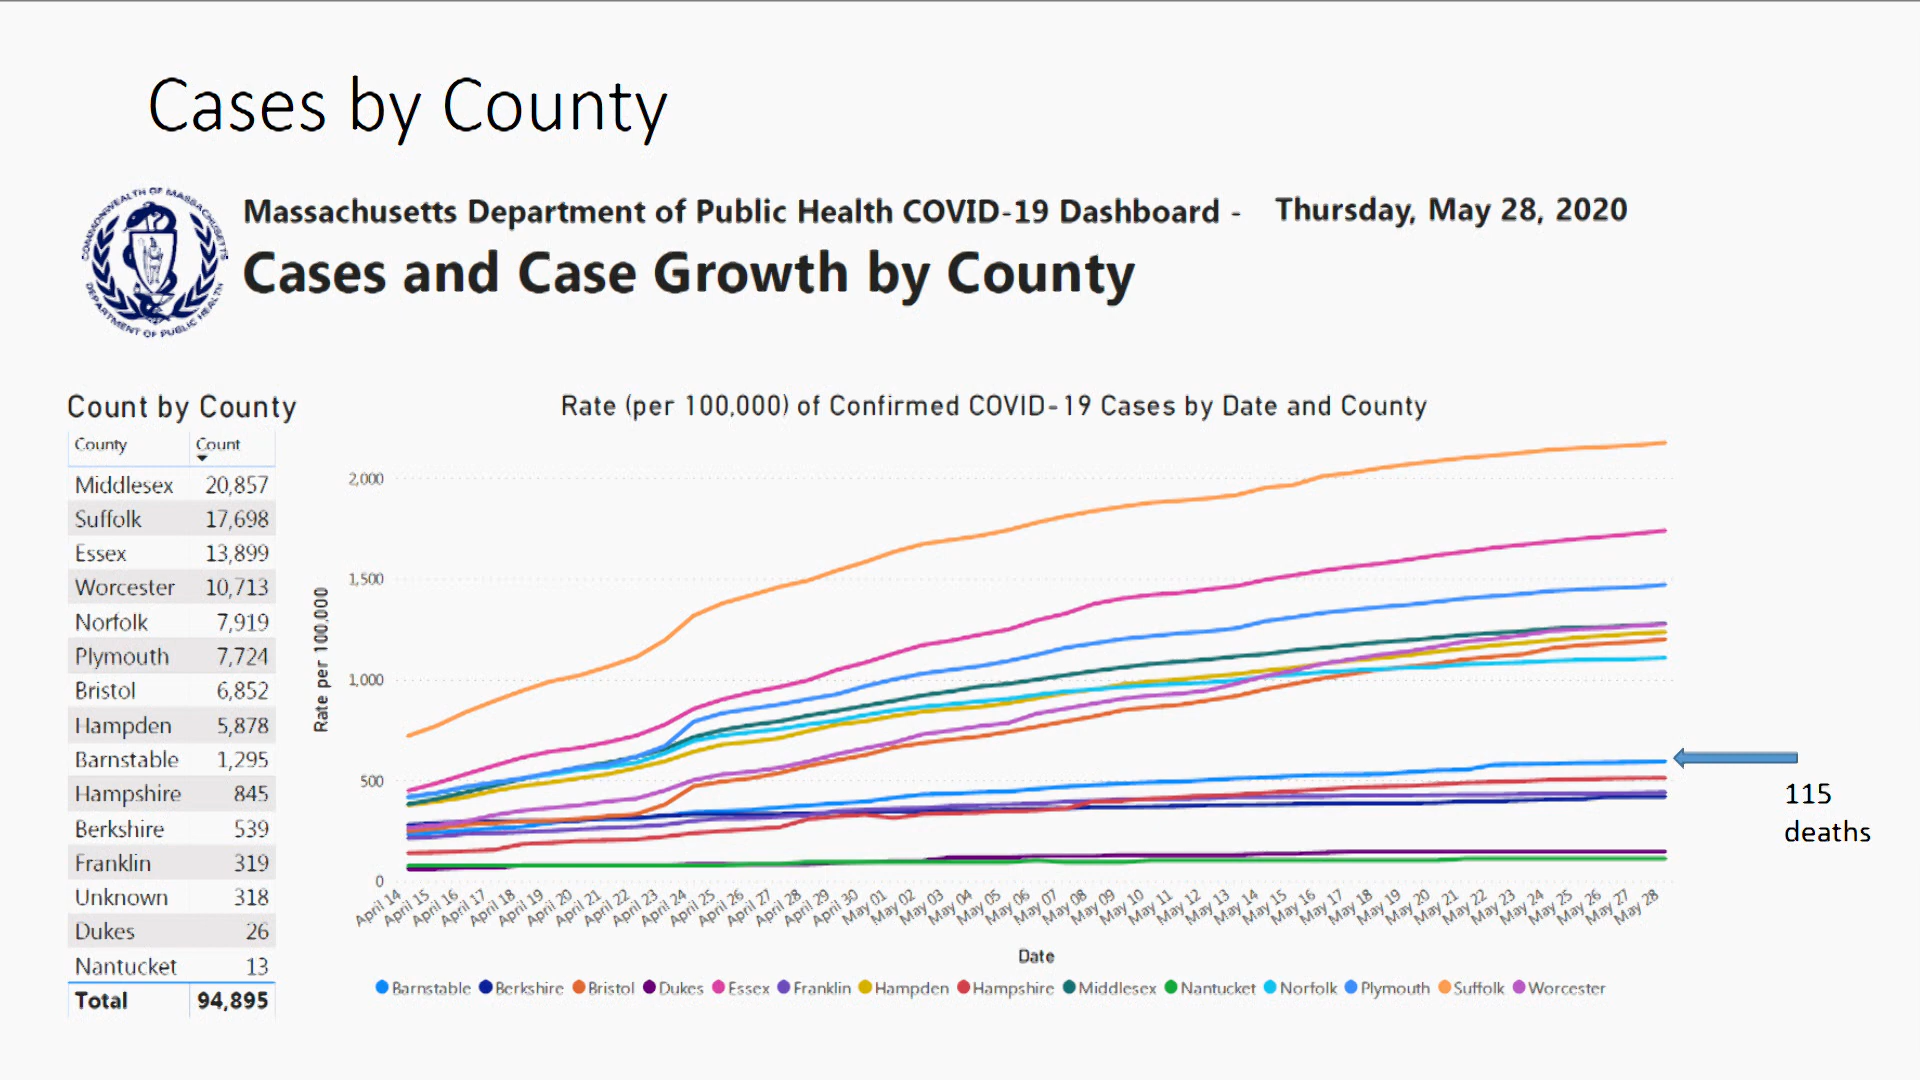 Cases by County
COMMONWEALTH OF MASSACHUSETTS
DEPARTMENT OF PUBLIC HEALTH
Massachusetts Department of Public Health COVID-19 Dashboard - Thursday, May 28, 2020
Cases and Case Growth by County
Count by County
County Count
Middlesex 20,857
Suffolk 17,698
Essex 13,899
Worcester 10,713
Norfolk 7,919
Plymouth 7,724
Bristol 6,852
Hampden 5,878
Barnstable 1,295
Hampshire 845
Berkshire 539
Franklin 319
Unknown 318
Dukes 26
Nantucket 13
Total 94,895
Rate (per 100,000) of Confirmed COVID-19 Cases by Date and County
Rate per 100,000
2,000
1,500
1,000
500
0
April 14 April 15 April 16 April 17 April 18 April 19 April 20 April 21 April 22 April 23 April 24 April 25 April 26 April 27 April 28 April 29 April 30 May 01 May 02 May 03 May 04 May 05 May 06 May 07 May 08 May 09 May 10 May 11 May 12 May 13 May 14 May 15 May 16 May 17 May 18 May 19 May 20 May 21 May 22 May 23 May 24 May 25 May 26 May 27 May 28
Date
Barnstable Berkshire Bristol Dukes Essex Franklin Hampden Hampshire Middlesex Nantucket Norfolk Plymouth Suffolk Worcester
115
deaths